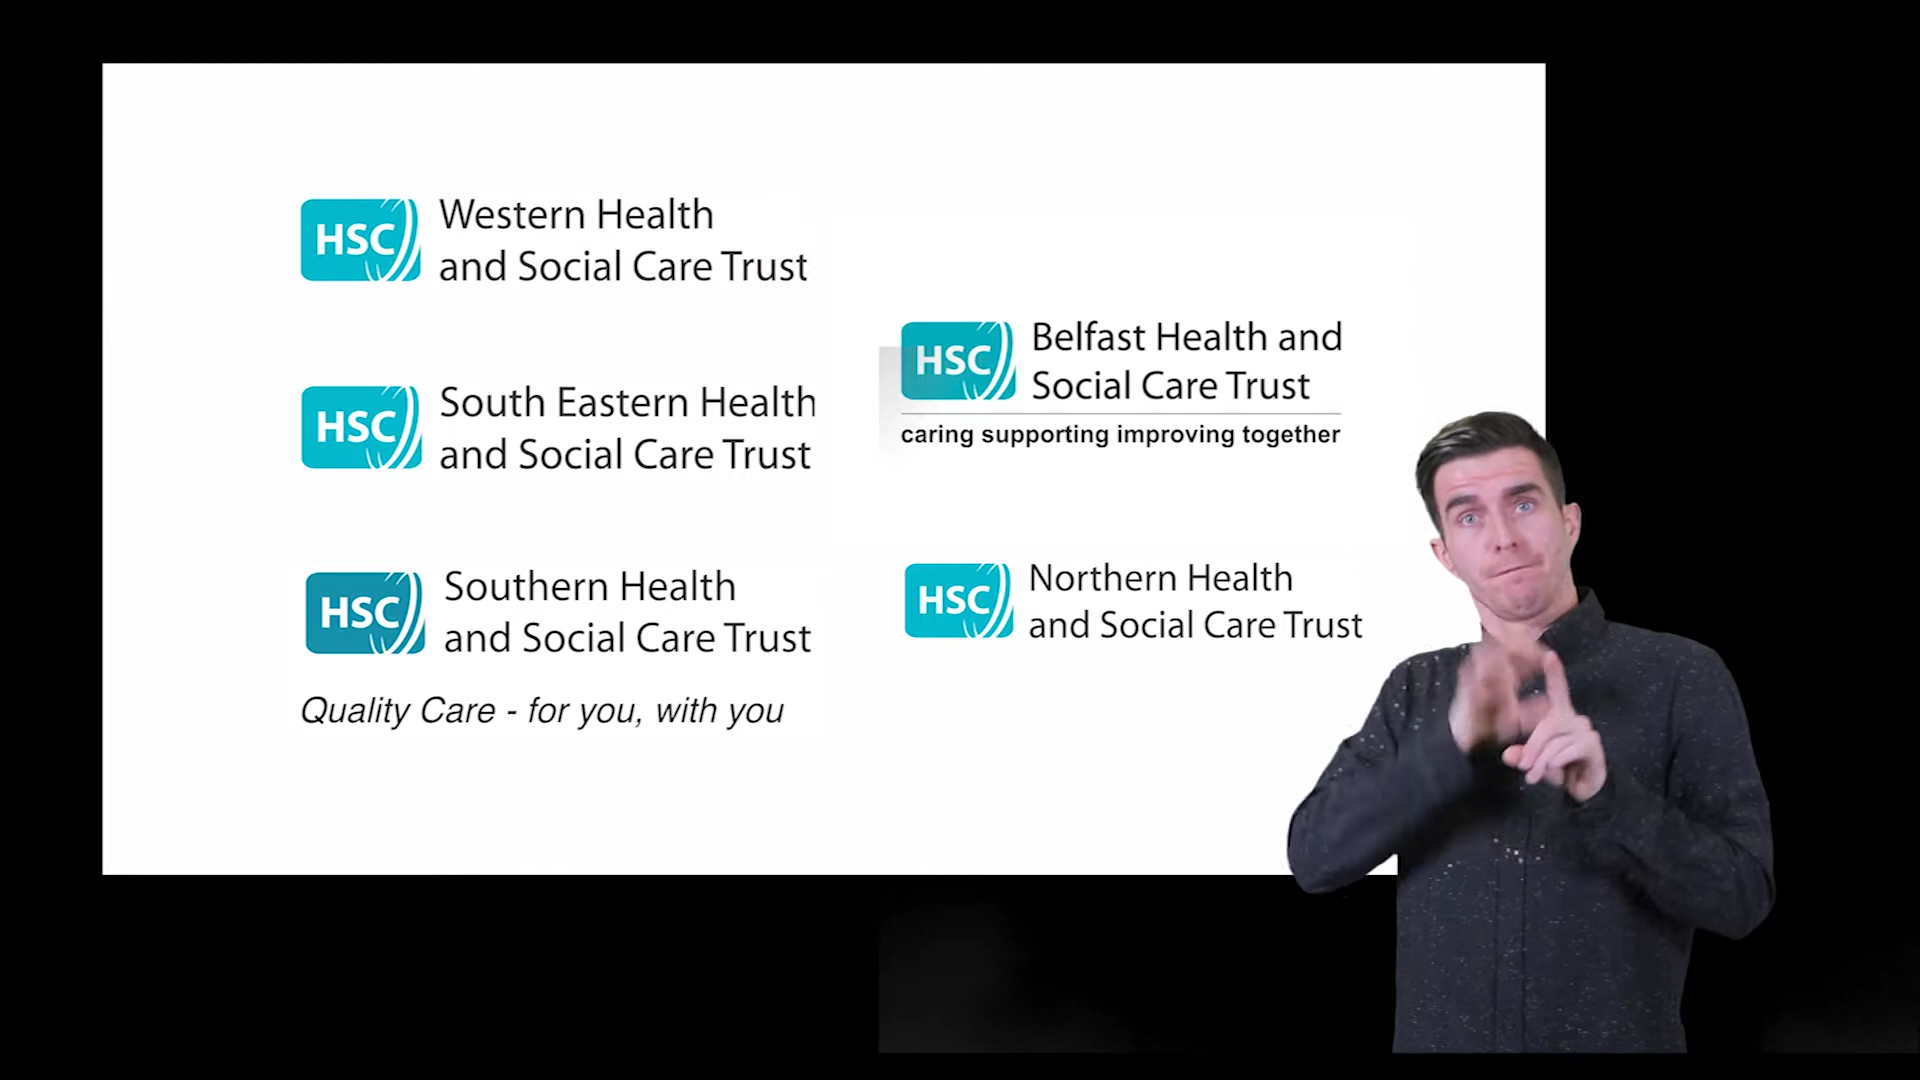 HSC
Western Health
and Social Care Trust
HSC
South Eastern Health
and Social Care Trust
HSC
Southern Health
and Social Care Trust
Quality Care - for you, with you
HSC
Belfast Health and
Social Care Trust
caring supporting improving together
HSC
Northern Health
and Social Care Trust